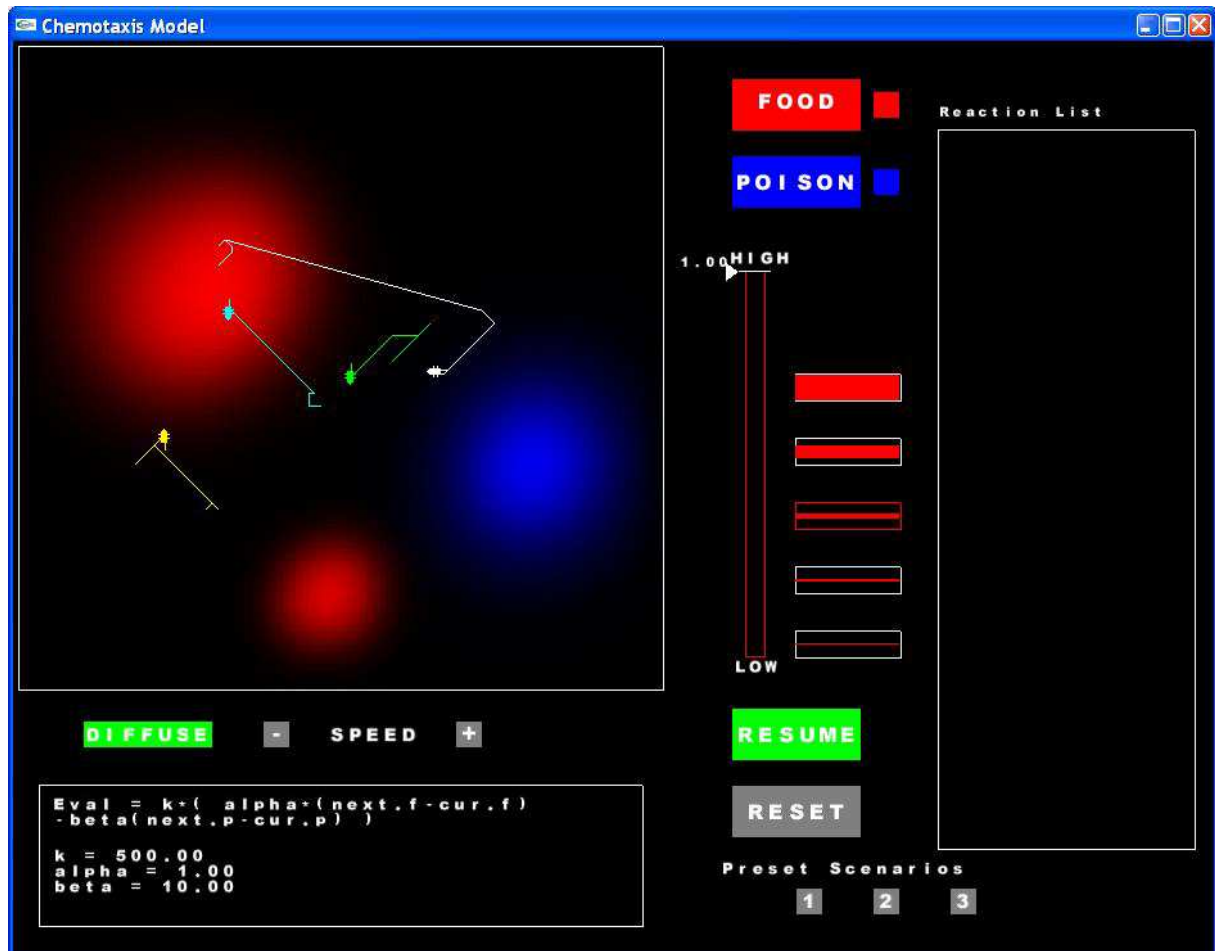 Chemotaxis Model
FOOD
Reaction List
POISON
1.00 HIGH
LOW
DIFFUSE - SPEED +
RESUME
Eval = k*( alpha*(next.f-cur.f)
-beta(next.p-cur.p) )
k = 500.00
alpha = 1.00
beta = 10.00
RESET
Preset Scenarios
1 2 3